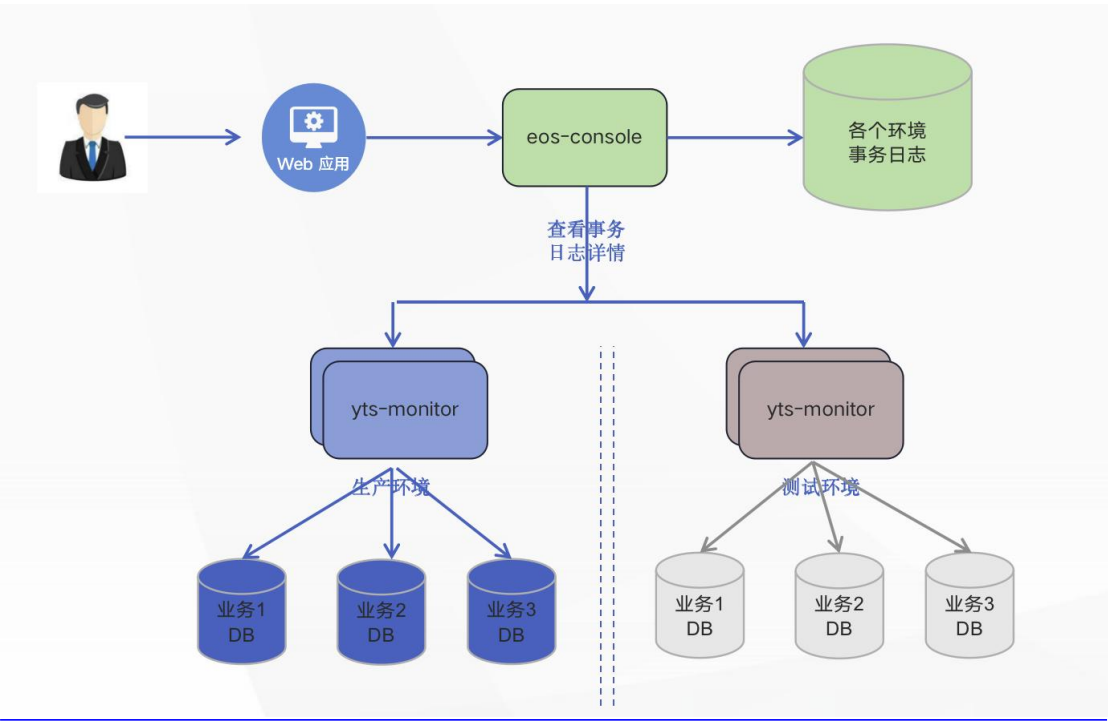 Web 应用
eos-console
各个环境
事务日志
查看事务
日志详情
yts-monitor
yts-monitor
生产环境
测试环境
业务1
DB
业务2
DB
业务3
DB
业务1
DB
业务2
DB
业务3
DB